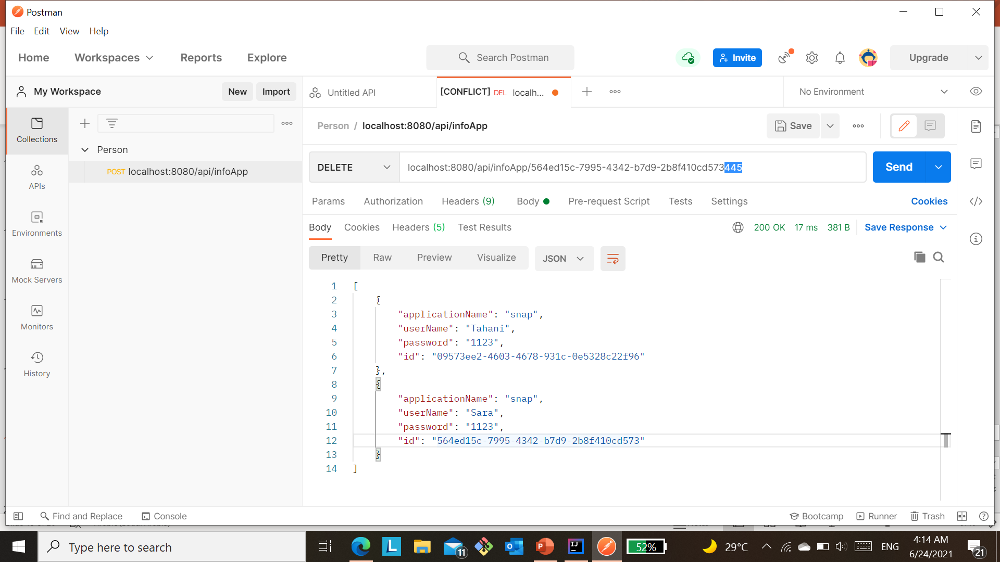 Postman
File Edit View Help
Home Workspaces Reports Explore Search Postman Invite Upgrade
My Workspace New Import Untitled API [CONFLICT] DEL localh... No Environment
Person / localhost:8080/api/infoApp Save
Collections
Person
POST localhost:8080/api/infoApp
DELETE localhost:8080/api/infoApp/564ed15c-7995-4342-b7d9-2b8f410cd573445 Send
APIs
Params Authorization Headers (9) Body Pre-request Script Tests Settings Cookies
Environments
Body Cookies Headers (5) Test Results 200 OK 17 ms 381 B Save Response
Pretty Raw Preview Visualize JSON
Mock Servers
Monitors
History
1 [
2 {
3 "applicationName": "snap",
4 "userName": "Tahani",
5 "password": "1123",
6 "id": "09573ee2-4603-4678-931c-0e5328c22f96"
7 },
8 {
9 "applicationName": "snap",
10 "userName": "Sara",
11 "password": "1123",
12 "id": "564ed15c-7995-4342-b7d9-2b8f410cd573"
13 }
14 ]
Find and Replace Console Bootcamp Runner Trash
Type here to search 11 52% 29°C ENG 4:14 AM
6/24/2021 21